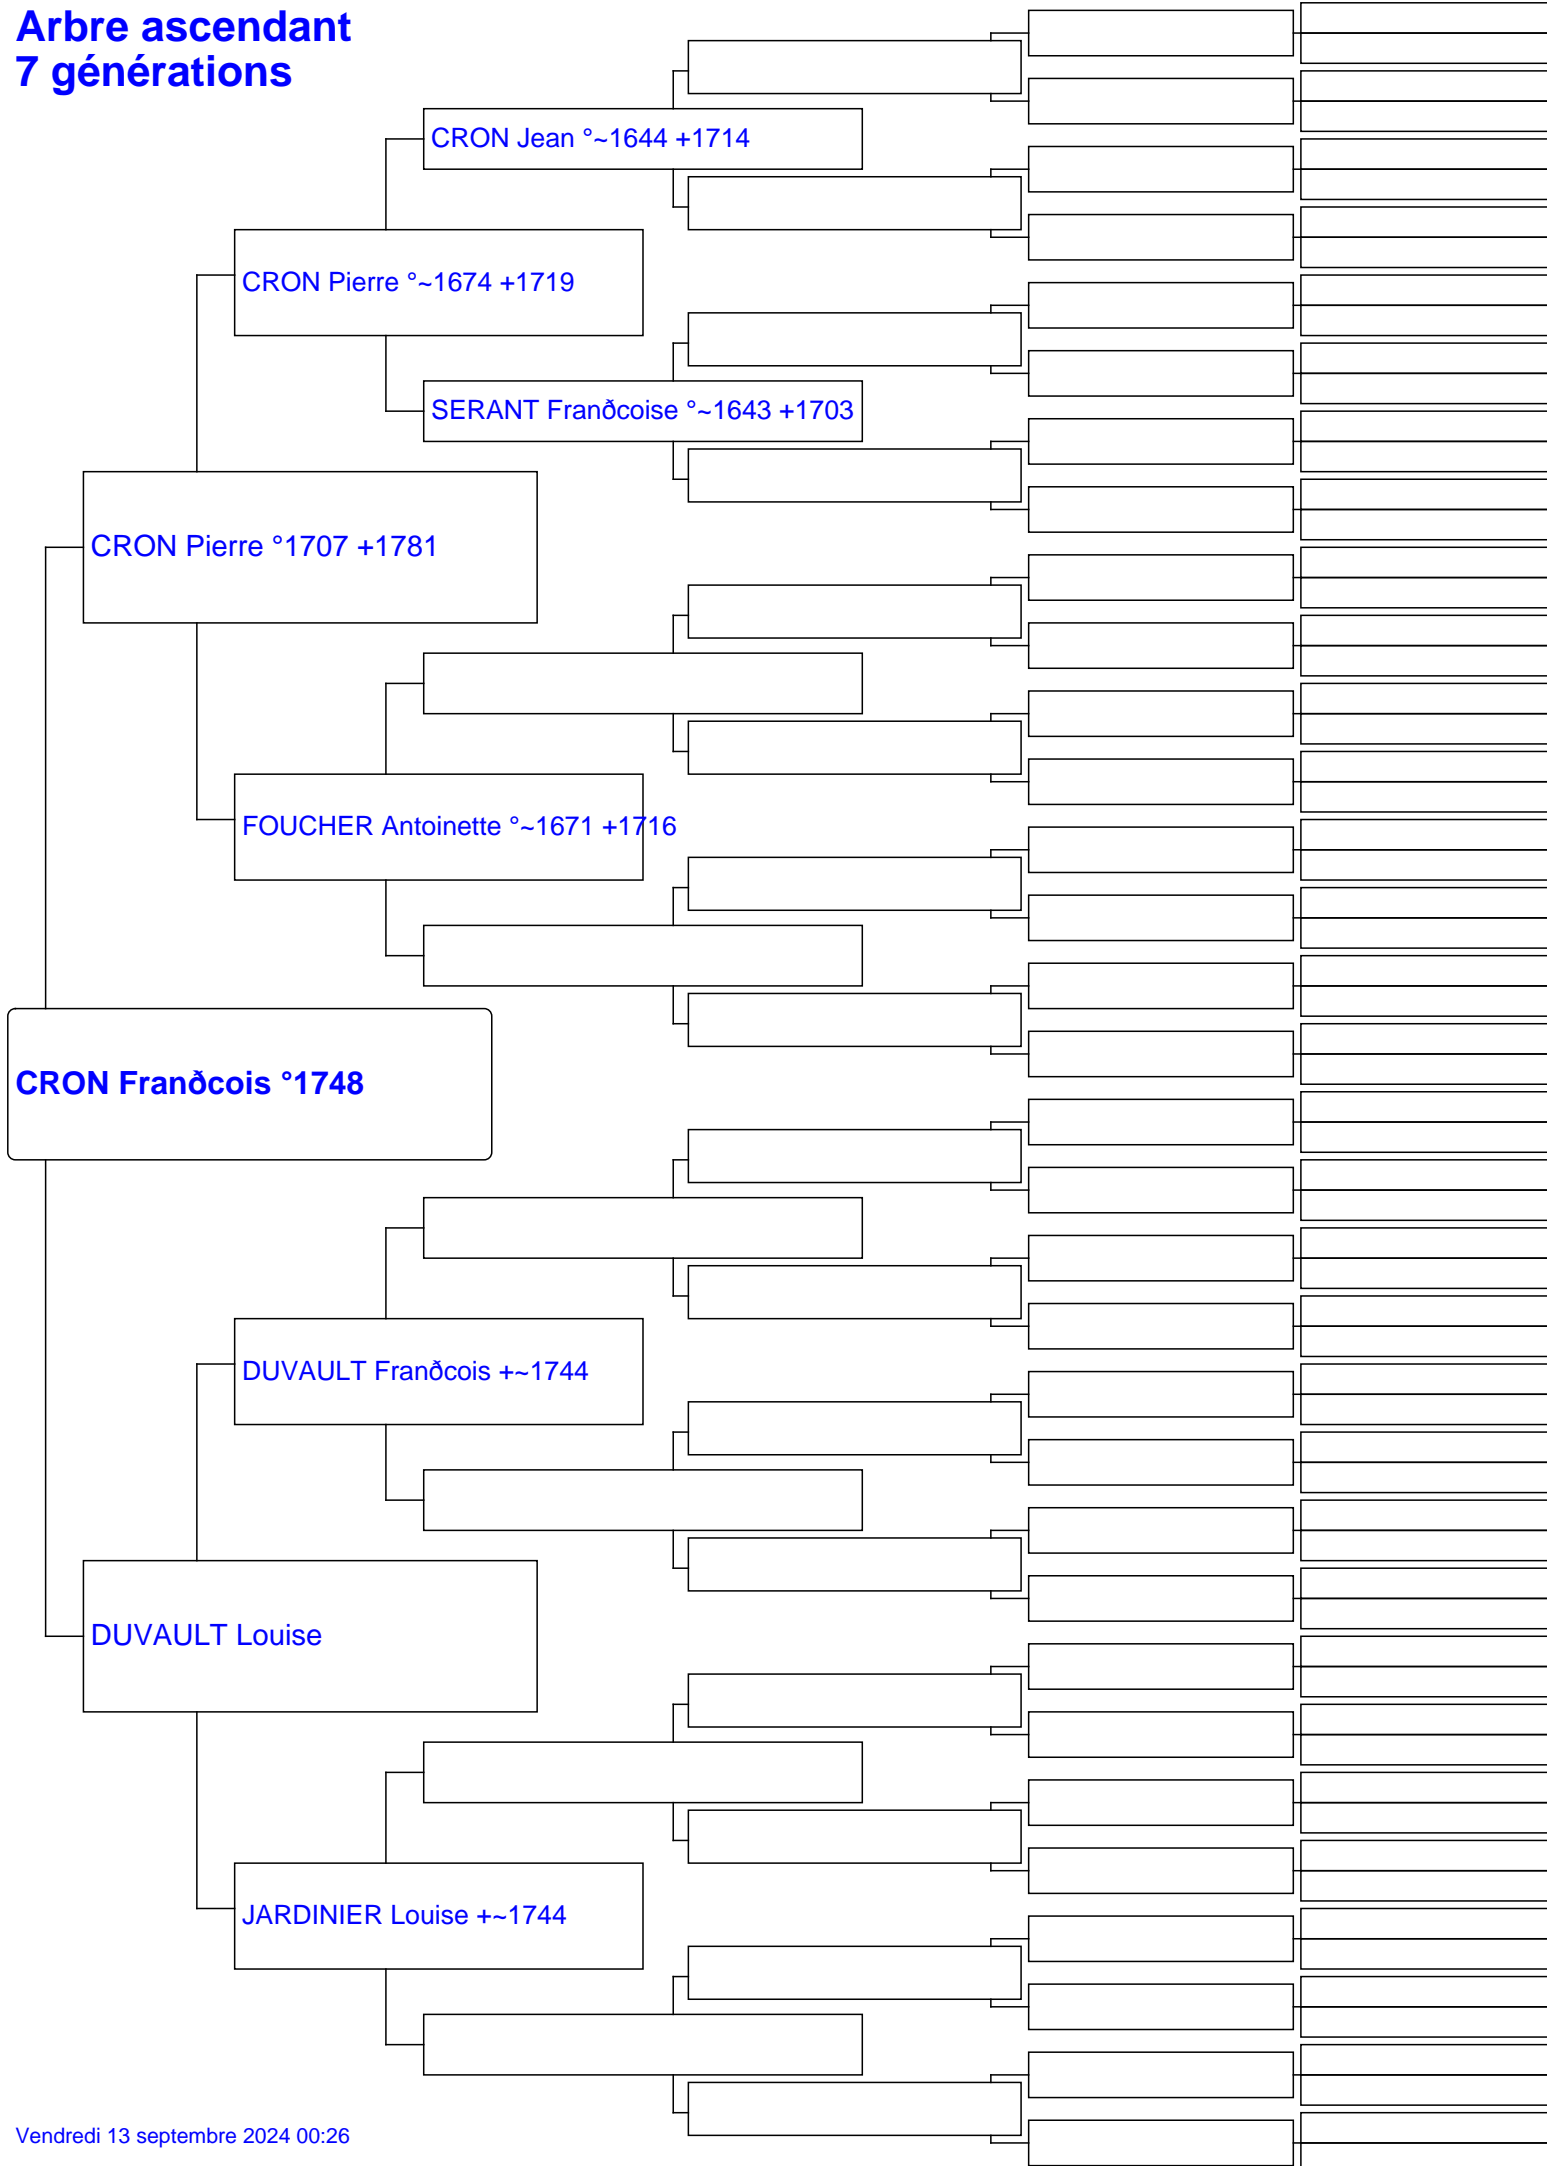 Arbre ascendant
7 générations
CRON Jean °~1644 +1714
CRON Pierre °~1674 +1719
SERANT Franðcoise °~1643 +1703
CRON Pierre °1707 +1781
FOUCHER Antoinette °~1671 +1716
CRON Franðcois °1748
DUVAULT Franðcois +~1744
DUVAULT Louise
JARDINIER Louise +~1744
Vendredi 13 septembre 2024 00:26